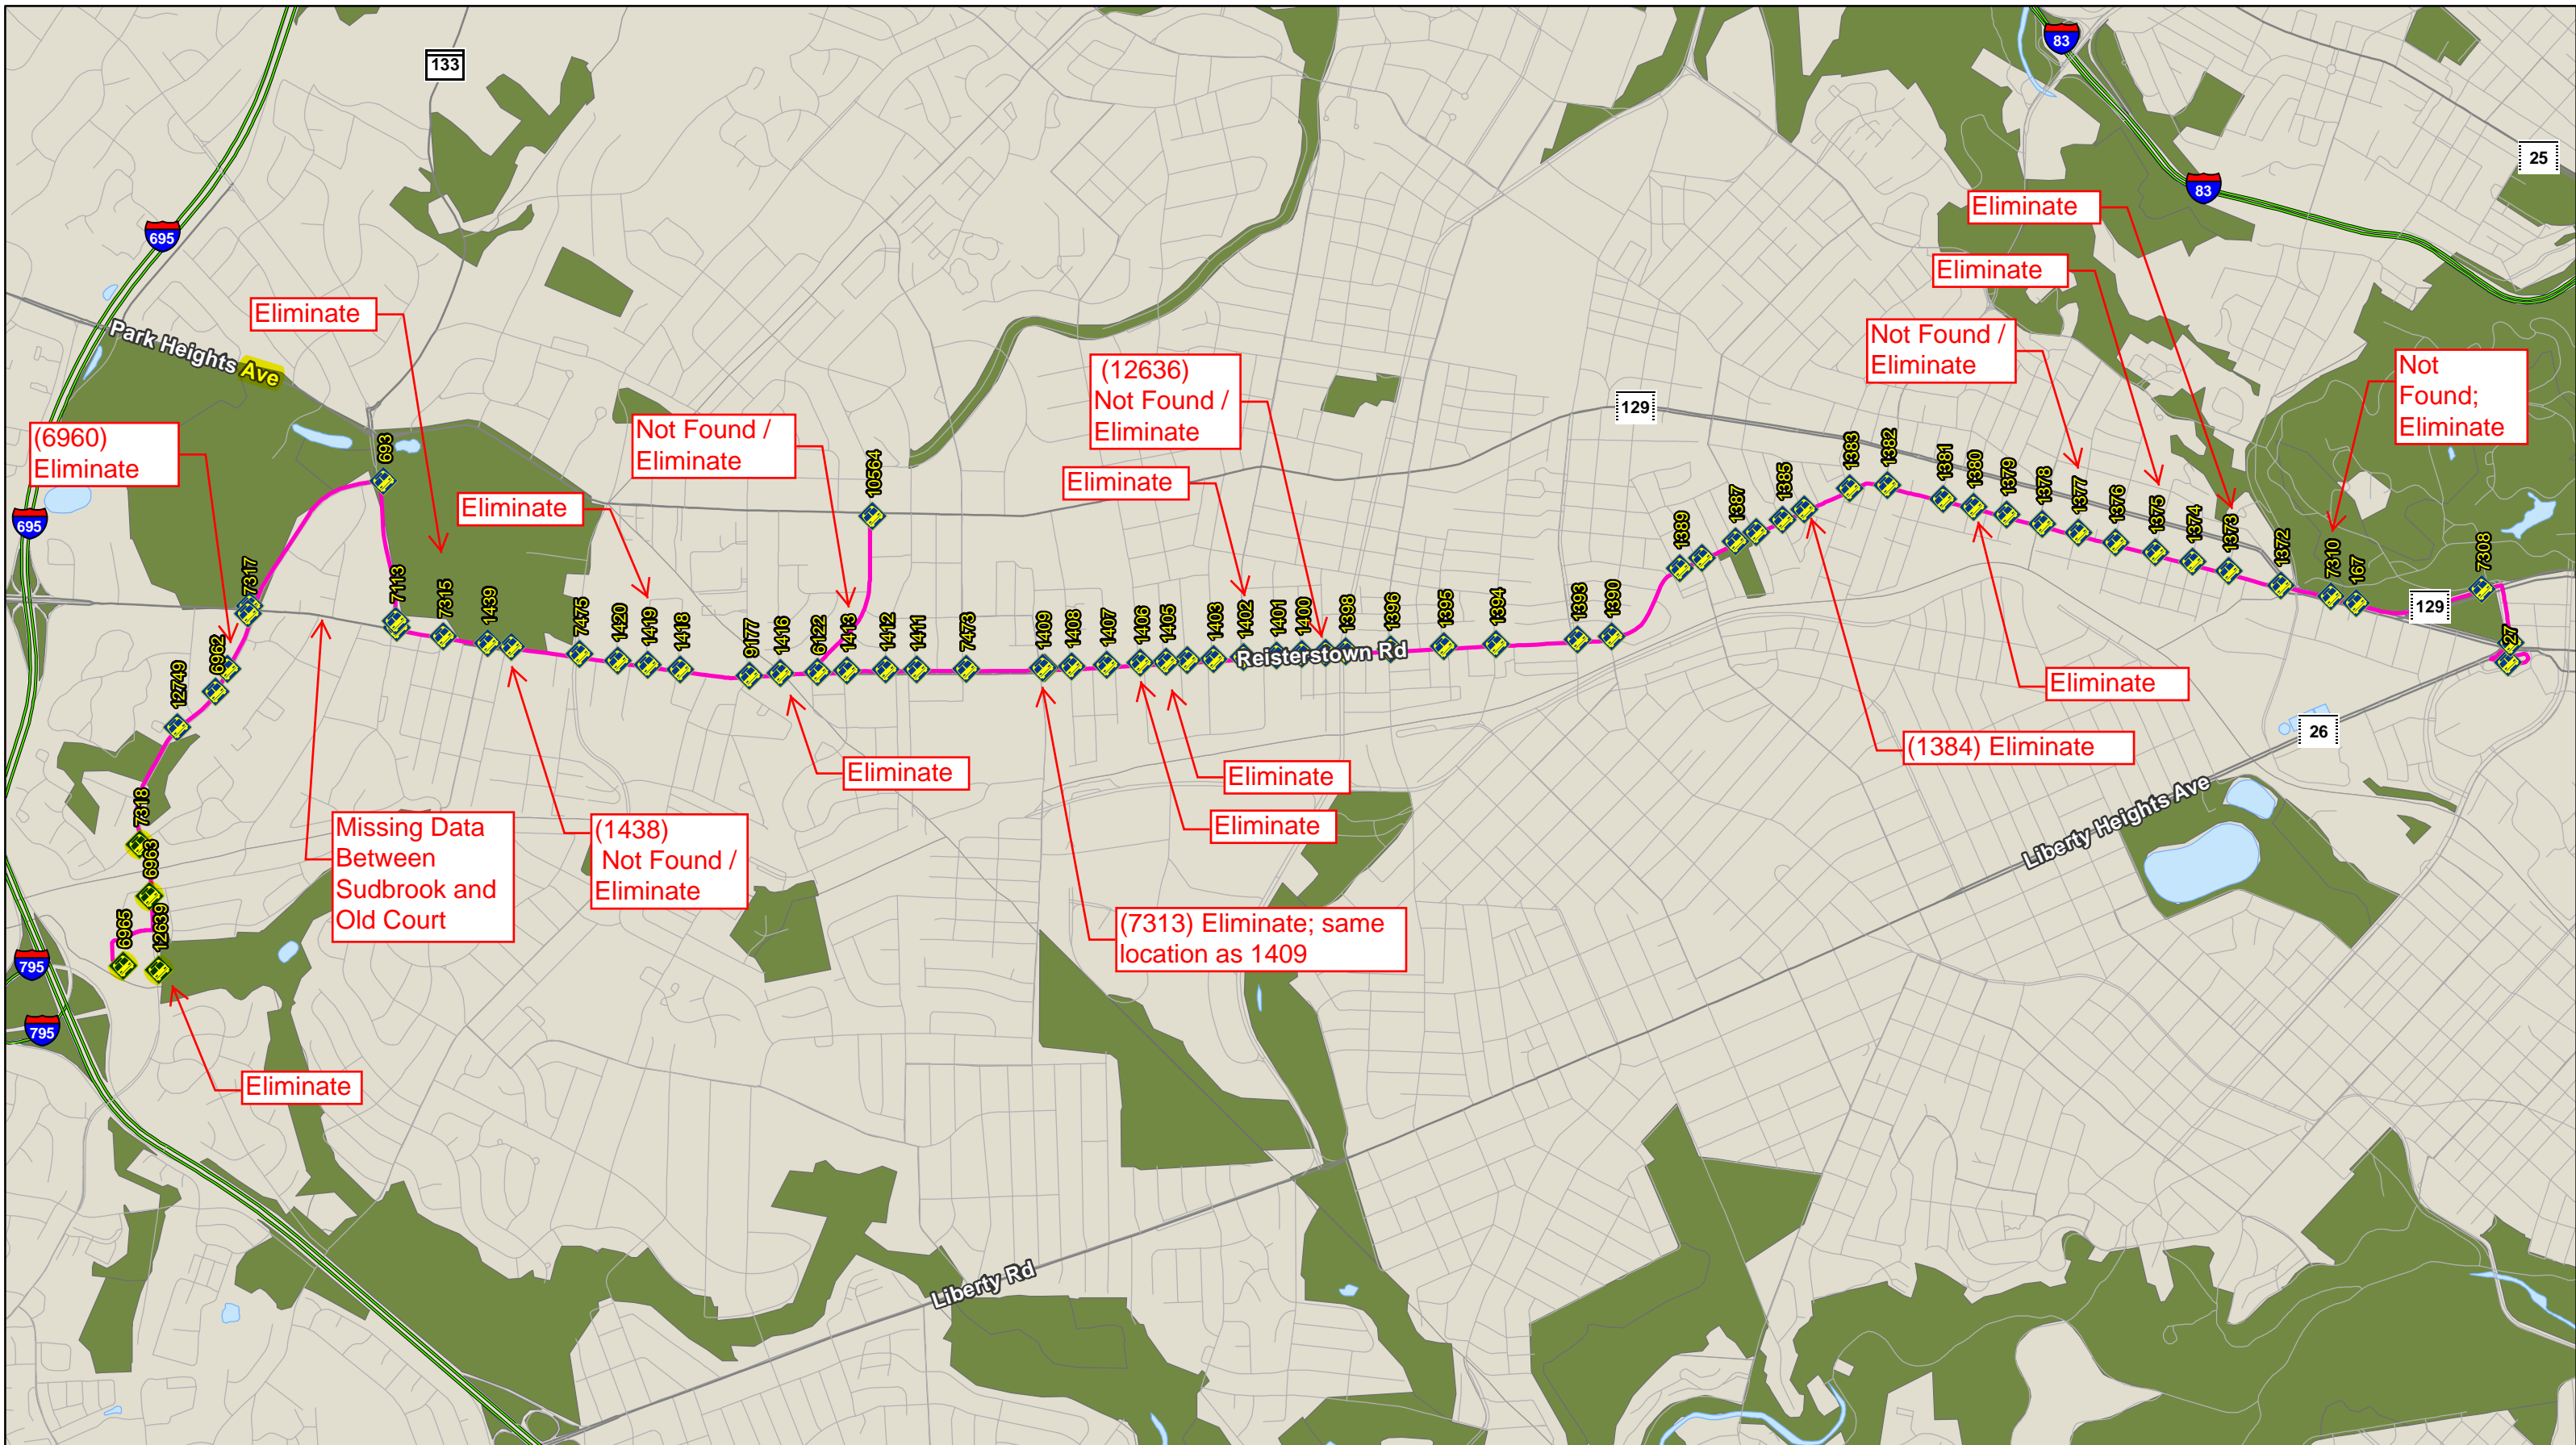 133
83
25
83
695
Eliminate
Eliminate
Eliminate
Park Heights Ave
Not Found /
Eliminate
Not
Found;
Eliminate
(12636)
Not Found /
Eliminate
129
(6960)
Eliminate
Not Found /
Eliminate
Eliminate
Eliminate
695
693
10564
1383
1382
1381
1380
1379
1378
1377
1376
1375
1374
1373
1372
7310
167
7308
1385
1387
1389
1390
1393
1394
1395
1396
1398
1400
1401
1402
1403
1405
1406
1407
1408
1409
7473
1411
1412
1413
6122
1416
9177
1418
1419
1420
7475
1439
7315
7113
7317
6962
12749
129
27
Reisterstown Rd
Eliminate
26
(1384) Eliminate
Eliminate
Eliminate
Eliminate
Liberty Heights Ave
7318
6963
6965
12639
Missing Data
Between
Sudbrook and
Old Court
(1438)
Not Found /
Eliminate
(7313) Eliminate; same
location as 1409
795
795
Eliminate
Liberty Rd